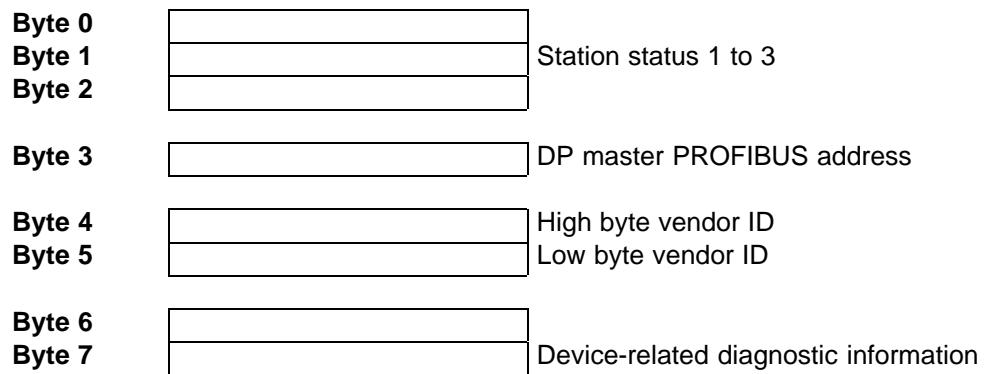 Byte 0
Byte 1 Station status 1 to 3
Byte 2
Byte 3 DP master PROFIBUS address
Byte 4 High byte vendor ID
Byte 5 Low byte vendor ID
Byte 6
Byte 7 Device-related diagnostic information